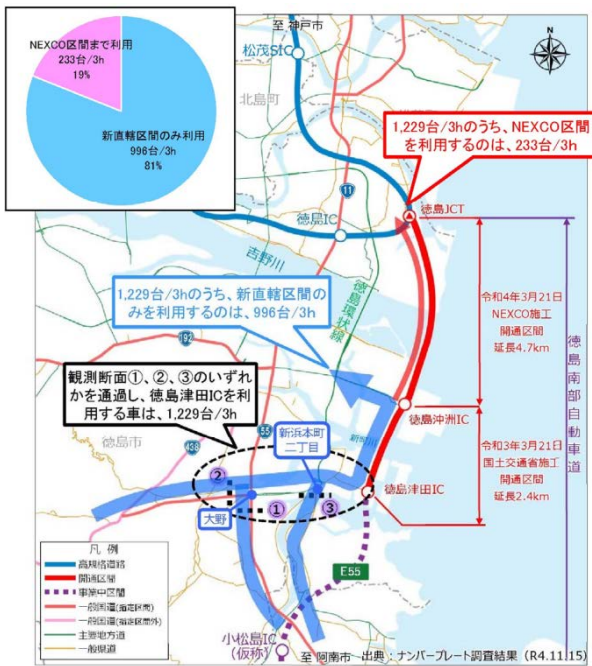 NEXCO区間まで利用
233台/3h
19%
新直轄区間のみ利用
996台/3h
81%
至 神戸市
松茂SIC
北島町
1,229台/3hのうち、NEXCO区間
を利用するのは、233台/3h
11
徳島JCT
徳島IC
吉野川
徳島環状線
1,229台/3hのうち、新直轄区間の
みを利用するのは、996台/3h
令和4年3月21日
NEXCO施工
開通区間
延長4.7km
徳島南部自動車道
192
観測断面①、②、③のいずれ
かを通過し、徳島津田ICを利
用する車は、1,229台/3h
徳島沖洲IC
徳島市
438
55
新浜本町
二丁目
新町川
令和3年3月21日
国土交通省施工
開通区間
延長2.4km
徳島津田IC
②
大野
①
③
凡 例
高規格道路
開通区間
事業中区間
一般国道(指定区間)
一般国道(指定区間外)
主要地方道
一般県道
E55
小松島IC
(仮称)
至 阿南市
出典:ナンバープレート調査結果(R4.11.15)